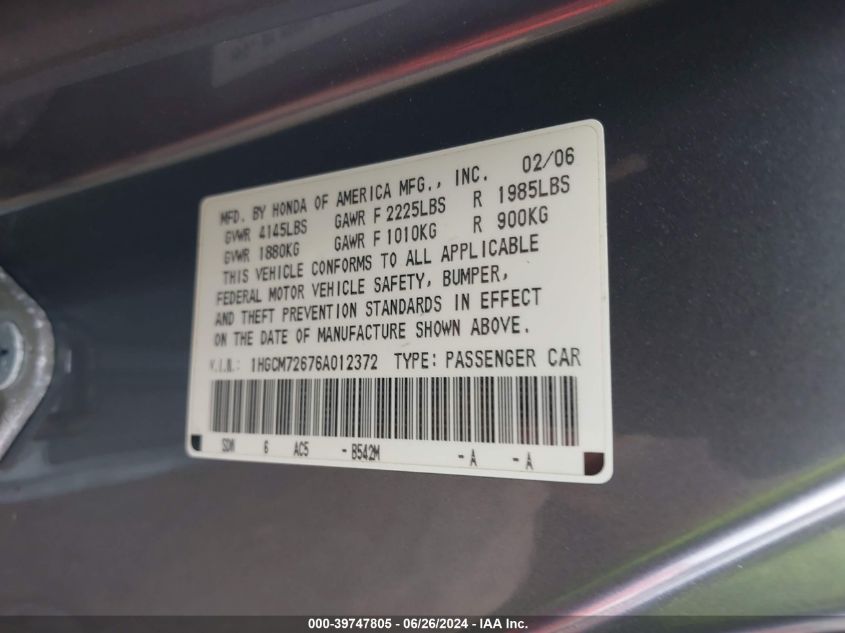 MFD. BY HONDA OF AMERICA MFG., INC. 02/06
GVWR 4145LBS GAWR F 2225LBS R 1985LBS
GVWR 1880KG GAWR F 1010KG R 900KG
THIS VEHICLE CONFORMS TO ALL APPLICABLE
FEDERAL MOTOR VEHICLE SAFETY, BUMPER,
AND THEFT PREVENTION STANDARDS IN EFFECT
ON THE DATE OF MANUFACTURE SHOWN ABOVE.
V.I.N.: 1HGCM72676A012372 TYPE: PASSENGER CAR
SDN 6 AC5 - B542M - A - A
000-39747805 - 06/26/2024 - IAA Inc.